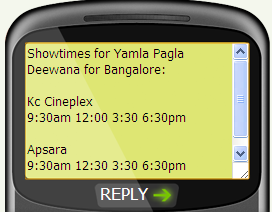 Showtimes for Yamla Pagla
Deewana for Bangalore:
Kc Cineplex
9:30am 12:00 3:30 6:30pm
Apsara
9:30am 12:30 3:30 6:30pm
REPLY